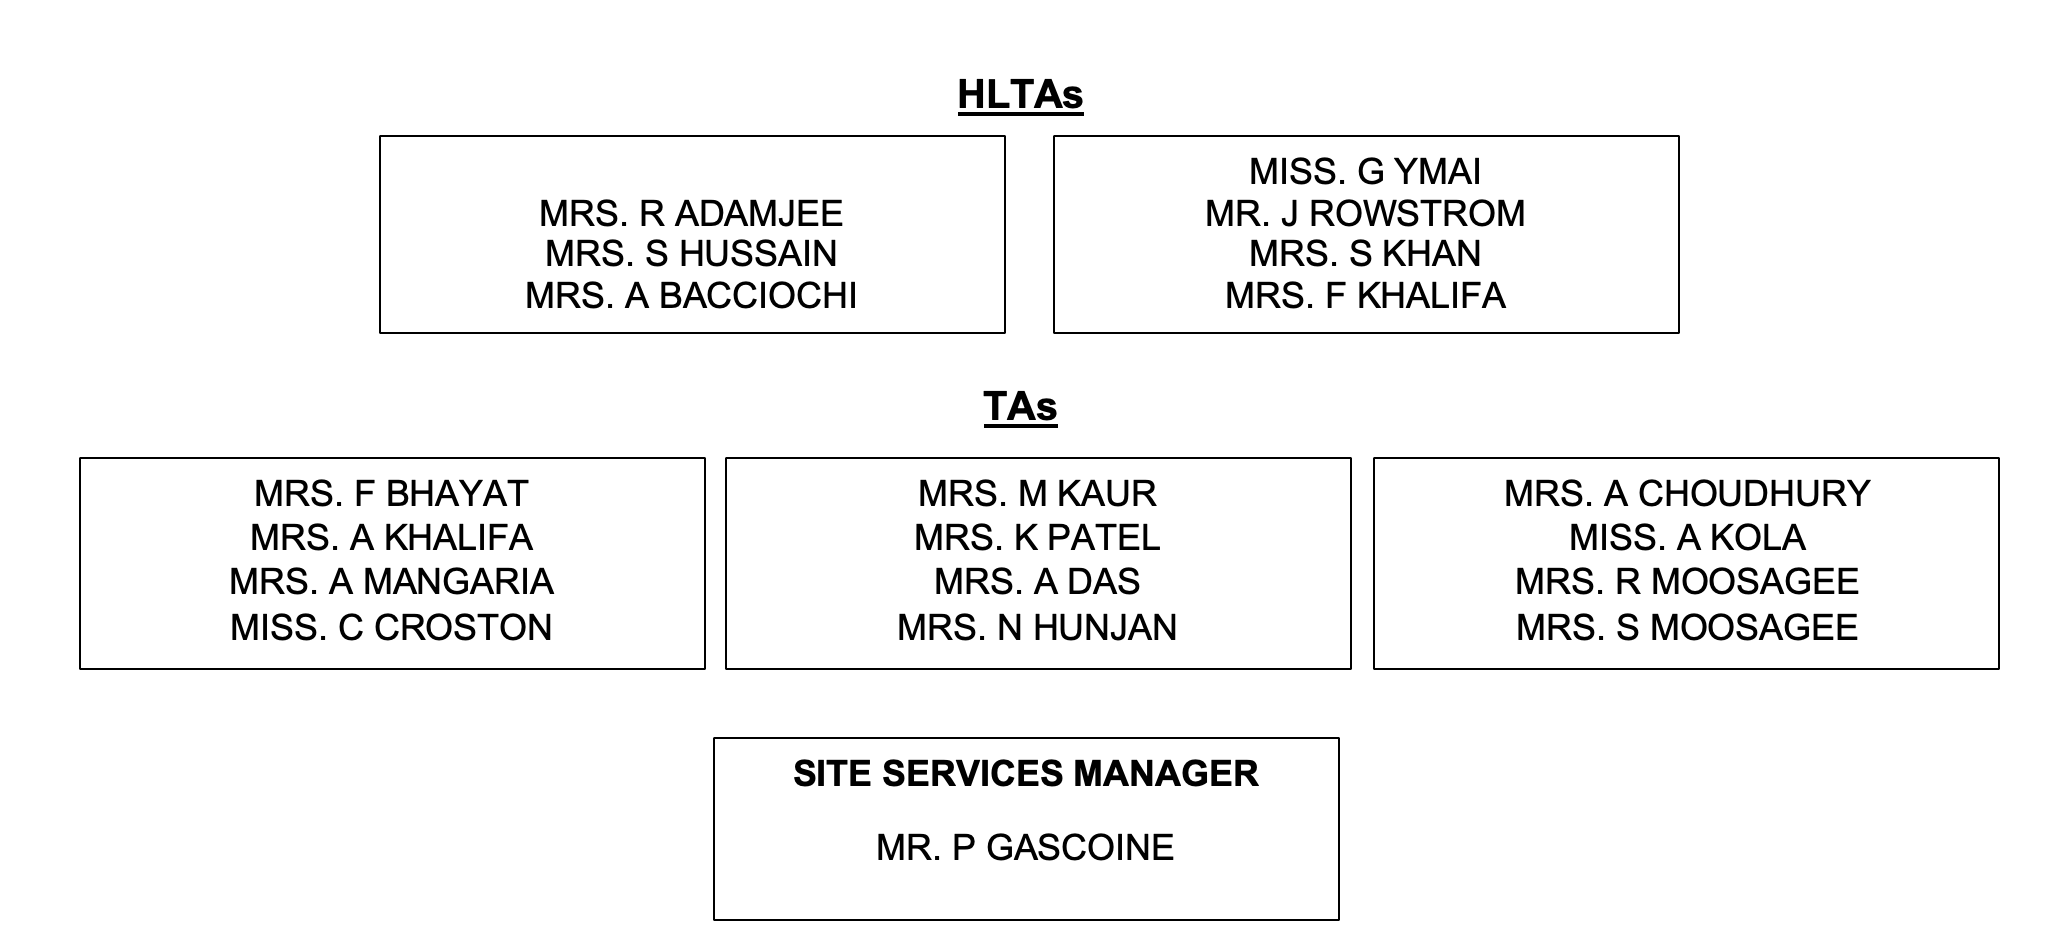 HLTAs
MRS. R ADAMJEE
MRS. S HUSSAIN
MRS. A BACCIOCHI
MISS. G YMAI
MR. J ROWSTROM
MRS. S KHAN
MRS. F KHALIFA
TAs
MRS. F BHAYAT
MRS. A KHALIFA
MRS. A MANGARIA
MISS. C CROSTON
MRS. M KAUR
MRS. K PATEL
MRS. A DAS
MRS. N HUNJAN
MRS. A CHOUDHURY
MISS. A KOLA
MRS. R MOOSAGEE
MRS. S MOOSAGEE
SITE SERVICES MANAGER
MR. P GASCOINE